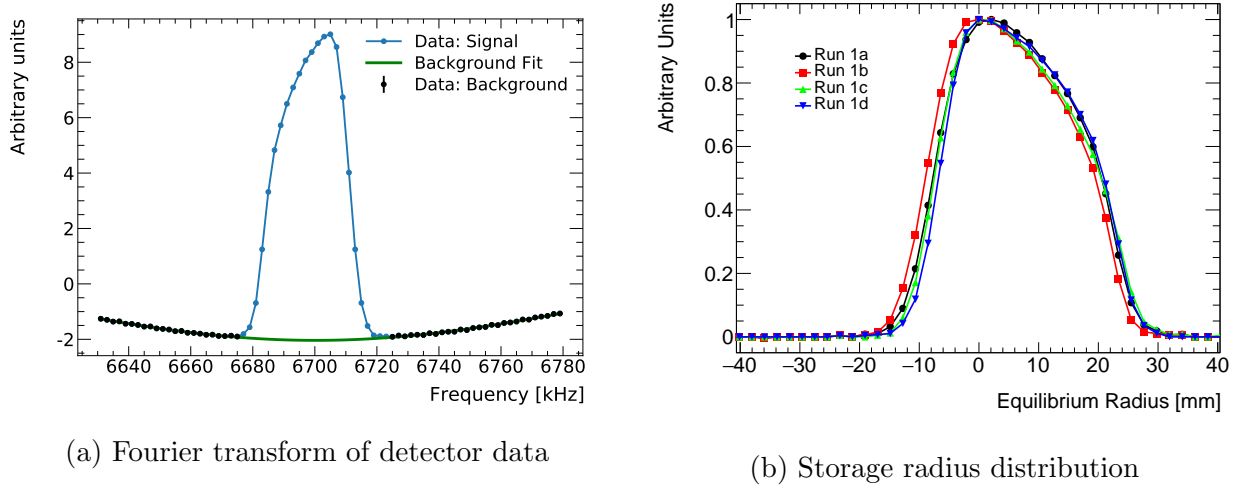 Arbitrary units
8
6
4
2
0
−2
6640 6660 6680 6700 6720 6740 6760 6780
Frequency [kHz]
Data: Signal
Background Fit
Data: Background
(a) Fourier transform of detector data
Arbitrary Units
1
0.8
0.6
0.4
0.2
0
−40 −30 −20 −10 0 10 20 30 40
Equilibrium Radius [mm]
Run 1a
Run 1b
Run 1c
Run 1d
(b) Storage radius distribution